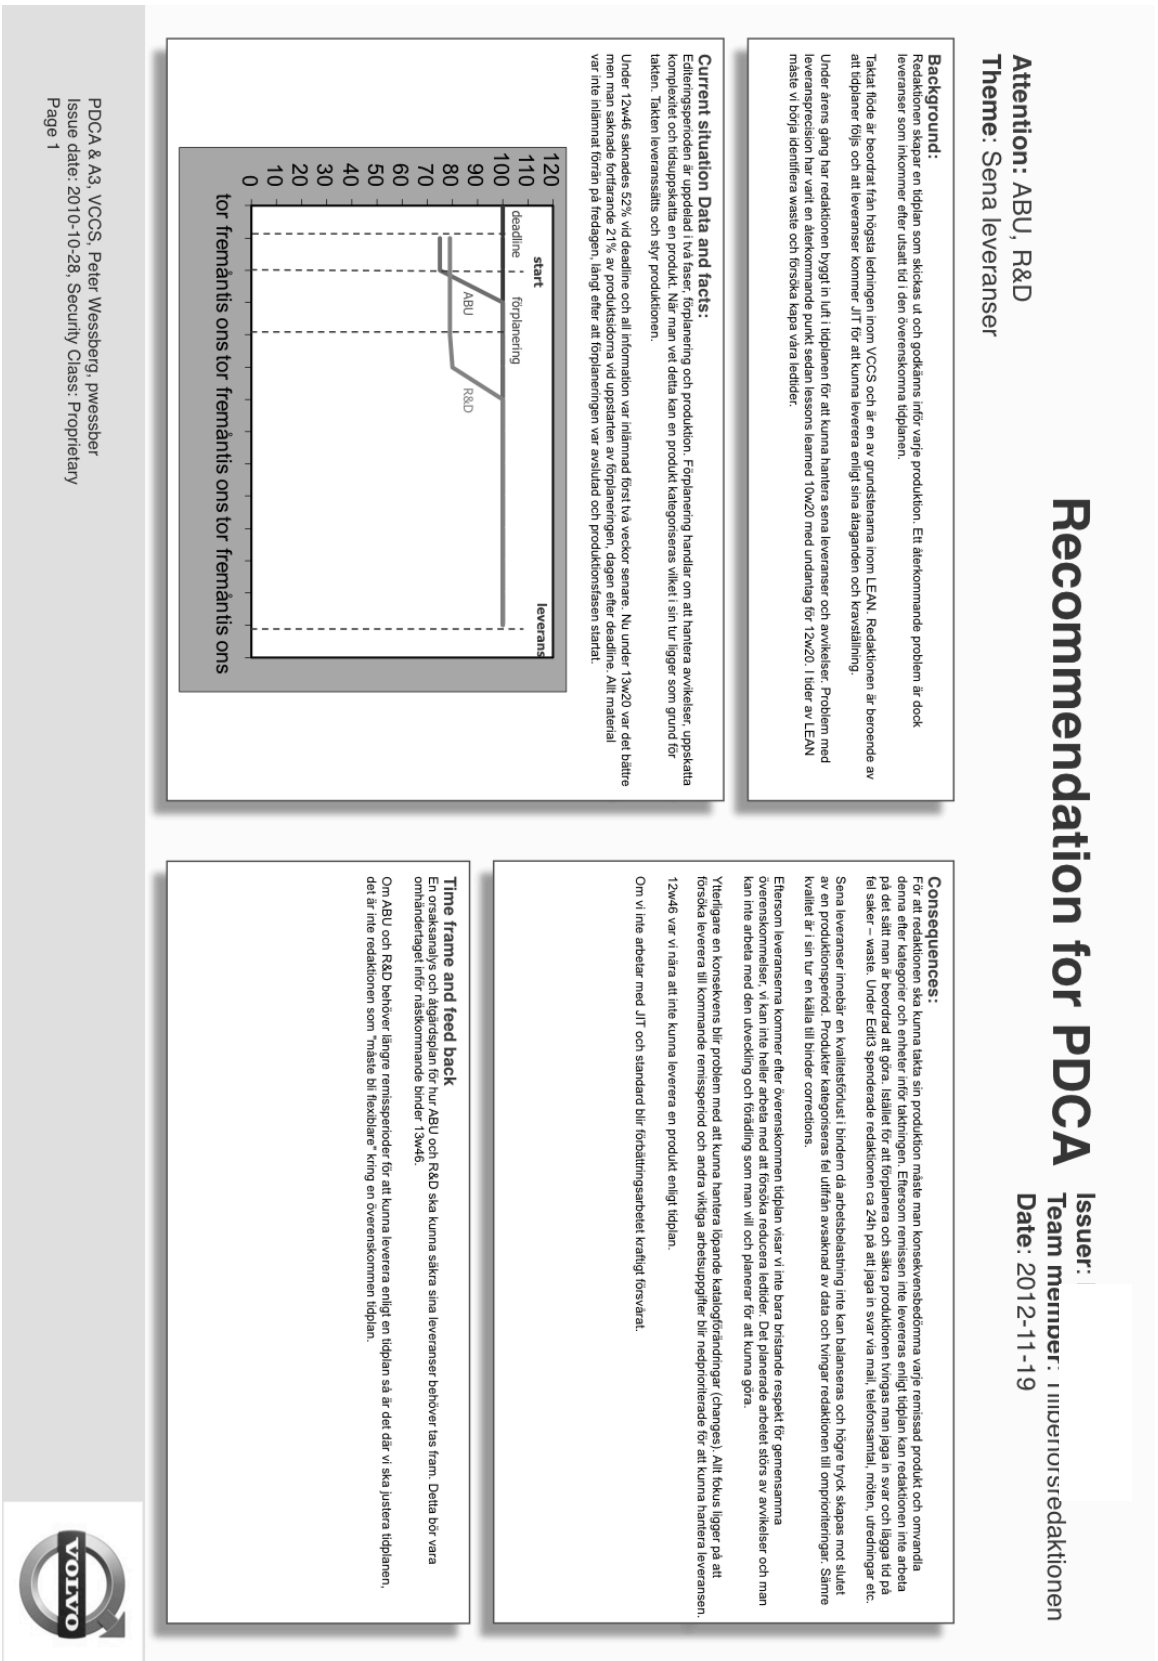 Recommendation for PDCA
Attention: ABU, R&D
Theme: Sena leveranser
Issuer:
Team member: Tillbehörsredaktionen
Date: 2012-11-19
Background:
Redaktionen skapar en tidplan som skickas ut och godkänns inför varje produktion. Ett återkommande problem är dock
leveranser som inkommer efter utsatt tid i den överenskomna tidplanen.
Taktat flöde är beordrat från högsta ledningen inom VCCS och är en av grundstenarna inom LEAN. Redaktionen är beroende av
att tidplaner följs och att leveranser kommer JIT för att kunna leverera enligt sina åtaganden och kravställning.
Under årens gång har redaktionen byggt in luft i tidplanen för att kunna hantera sena leveranser och avvikelser. Problem med
leveransprecision har varit en återkommande punkt sedan lessons learned 10w20 med undantag för 12w20. I tider av LEAN
måste vi börja identifiera waste och försöka kapa våra ledtider.
Current situation Data and facts:
Editeringsperioden är uppdelad i två faser, förplanering och produktion. Förplanering handlar om att hantera avvikelser, uppskatta
komplexitet och tidsuppskatta en produkt. När man vet detta kan en produkt kategoriseras vilket i sin tur ligger som grund för
takten. Takten leveranssätts och styr produktionen.
Under 12w46 saknades 52% vid deadline och all information var inlämnad först två veckor senare. Nu under 13w20 var det bättre
men man saknade fortfarande 21% av produktsidorna vid uppstarten av förplaneringen, dagen efter deadline. Allt material
var inte inlämnat förrän på fredagen, långt efter att förplaneringen var avslutad och produktionsfasen startat.
120
110
100
90
80
70
60
50
40
30
20
10
0
start
leverans
deadline
förplanering
ABU
R&D
tor fremåntis ons tor fremåntis ons tor fremåntis ons tor fremåntis ons
Consequences:
För att redaktionen ska kunna takta sin produktion måste man konsekvensbedömma varje remissad produkt och omvandla
denna efter kategorier och enheter inför taktningen. Eftersom remissen inte levereras enligt tidplan kan redaktionen inte arbeta
på det sätt man är beordrad att göra. Istället för att förplanera och säkra produktionen tvingas man jaga in svar och lägga tid på
fel saker – waste. Under Edit3 spenderade redaktionen ca 24h på att jaga in svar via mail, telefonsamtal, möten, utredningar etc.
Sena leveranser innebär en kvalitetsförlust i bindern då arbetsbelastning inte kan balanseras och högre tryck skapas mot slutet
av en produktionsperiod. Produkter kategoriseras fel utifrån avsaknad av data och tvingar redaktionen till omprioriteringar. Sämre
kvalitet är i sin tur en källa till binder corrections.
Eftersom leveranserna kommer efter överenskommen tidplan visar vi inte bara bristande respekt för gemensamma
överenskommelser, vi kan inte heller arbeta med att försöka reducera ledtider. Det planerade arbetet störs av avvikelser och man
kan inte arbeta med den utveckling och förädling som man vill och planerar för att kunna göra.
Ytterligare en konsekvens blir problem med att kunna hantera löpande katalogförändringar (changes). Allt fokus ligger på att
försöka leverera till kommande remissperiod och andra viktiga arbetsuppgifter blir nedprioriterade för att kunna hantera leveransen.
12w46 var vi nära att inte kunna leverera en produkt enligt tidplan.
Om vi inte arbetar med JIT och standard blir förbättringsarbetet kraftigt försvårat.
Time frame and feed back
En orsaksanalys och åtgärdsplan för hur ABU och R&D ska kunna säkra sina leveranser behöver tas fram. Detta bör vara
omhändertaget inför nästkommande binder 13w46.
Om ABU och R&D behöver längre remissperioder för att kunna leverera enligt en tidplan så är det där vi ska justera tidplanen,
det är inte redaktionen som "måste bli flexiblare" kring en överenskommen tidplan.
PDCA & A3, VCCS, Peter Wessberg, pwessber
Issue date: 2010-10-28, Security Class: Proprietary
Page 1
VOLVO